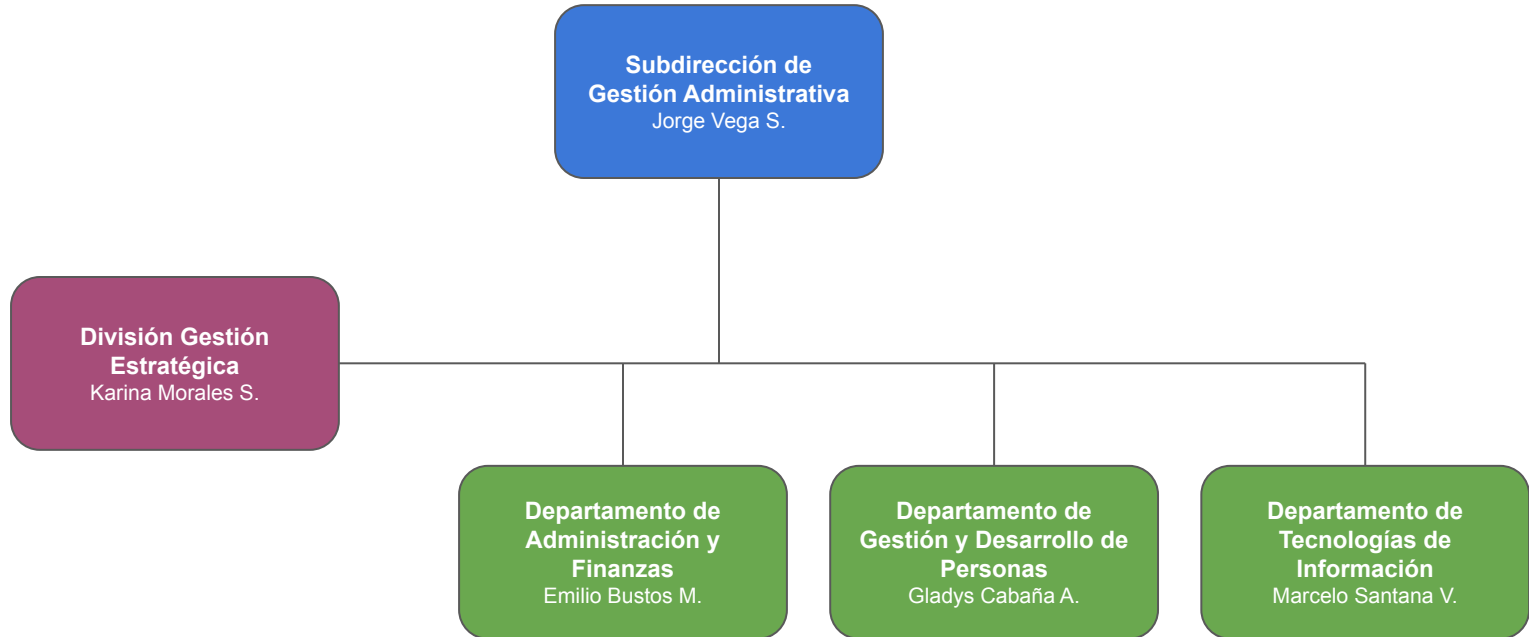 Subdirección de
Gestión Administrativa
Jorge Vega S.
División Gestión
Estratégica
Karina Morales S.
Departamento de
Administración y
Finanzas
Emilio Bustos M.
Departamento de
Gestión y Desarrollo de
Personas
Gladys Cabaña A.
Departamento de
Tecnologías de
Información
Marcelo Santana V.